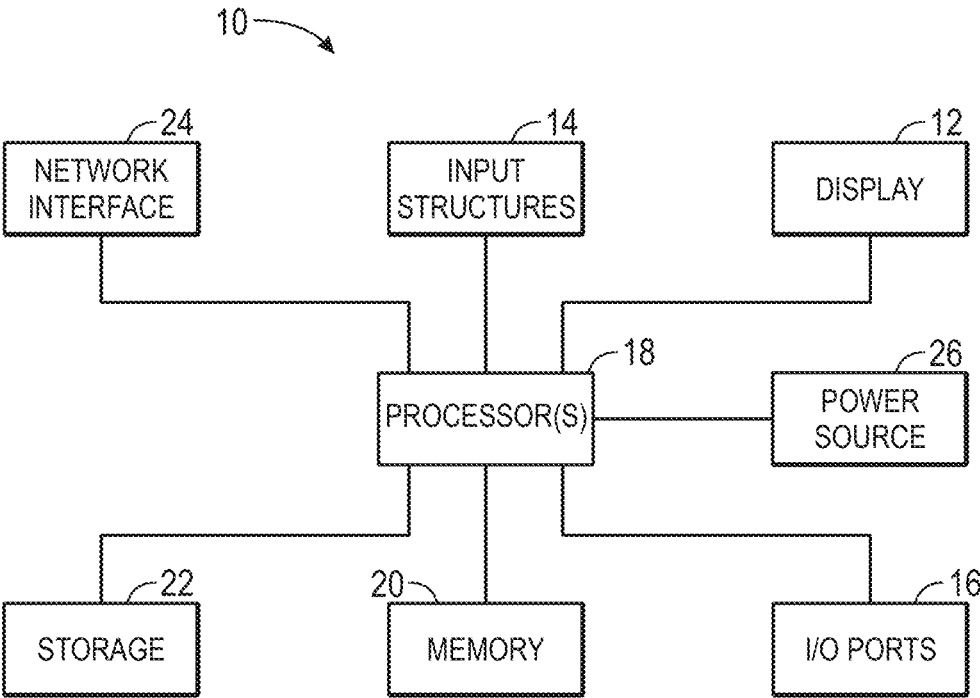 10
24
14
12
NETWORK
INTERFACE
INPUT
STRUCTURES
DISPLAY
18
26
PROCESSOR(S)
POWER
SOURCE
22
20
16
STORAGE
MEMORY
I/O PORTS